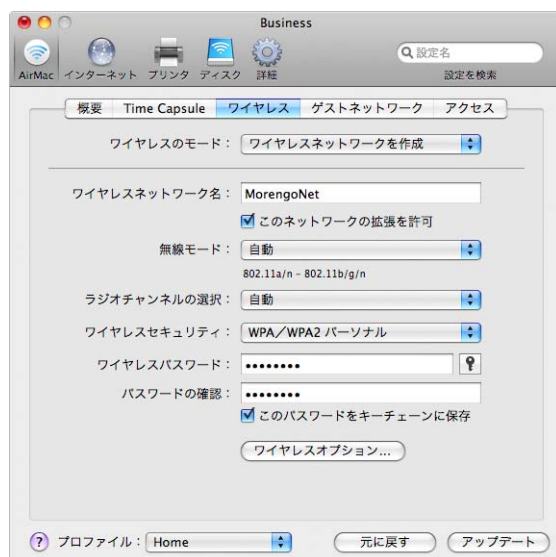 Business
AirMac インターネット プリンタ ディスク 詳細
設定名
設定を検索
概要 Time Capsule ワイヤレス ゲストネットワーク アクセス
ワイヤレスのモード： ワイヤレスネットワークを作成
ワイヤレスネットワーク名： MorengoNet
このネットワークの拡張を許可
無線モード： 自動
802.11a/n - 802.11b/g/n
ラジオチャンネルの選択： 自動
ワイヤレスセキュリティ： WPA／WPA2 パーソナル
ワイヤレスパスワード： ••••••••
パスワードの確認： ••••••••
このパスワードをキーチェーンに保存
ワイヤレスオプション...
? プロファイル： Home 元に戻す アップデート